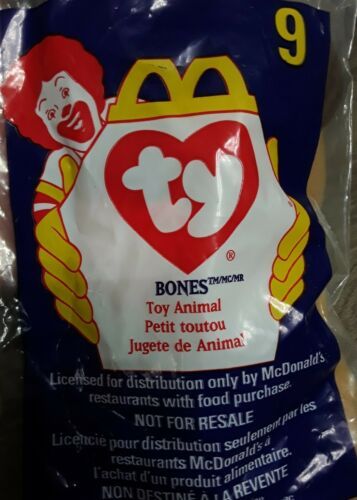 9
ty
®
BONES™/MC/MR
Toy Animal
Petit toutou
Jugete de Animal
Licensed for distribution only by McDonald's
restaurants with food purchase.
NOT FOR RESALE
Licencié pour distribution seulement par les
restaurants McDonald's à
l'achat d'un produit alimentaire.
NON DESTINÉ À LA REVENTE